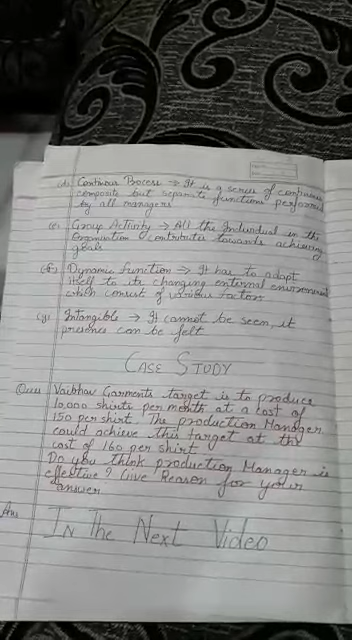 (d) Continuous Process → It is a series of continuous
composite but separate functions performed
by all managers
(e) Group Activity → All the Individual in the
Organisation contributes towards achieving
goals
(f) Dynamic Function → It has to adapt
itself to its changing external environment
which consist of various factors
(g) Intangible → It cannot be seen, it
presence can be felt
CASE STUDY
Ques Vaibhav Garments target is to produce
10,000 shirts per month at a cost of
150 per shirt. The production Manager
could achieve this target at the
cost of 160 per shirt
Do you think production Manager is
effective? Give Reason for your
answer
Ans IN The Next Video